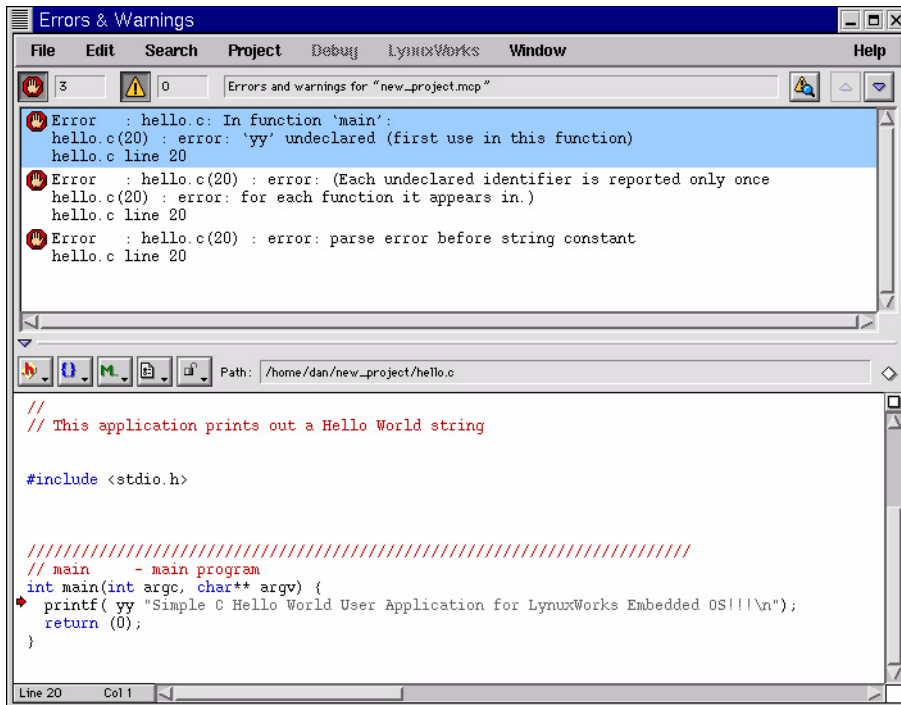 Errors & Warnings
File Edit Search Project Debug LynuxWorks Window Help
3 0 Errors and warnings for "new_project.mcp"
Error : hello.c: In function `main':
hello.c(20) : error: `yy' undeclared (first use in this function)
hello.c line 20
Error : hello.c(20) : error: (Each undeclared identifier is reported only once
hello.c(20) : error: for each function it appears in.)
hello.c line 20
Error : hello.c(20) : error: parse error before string constant
hello.c line 20
h {} M. Path: /home/dan/new_project/hello.c
//
// This application prints out a Hello World string
#include <stdio.h>
///////////////////////////////////////////////////////////////////////////
// main - main program
int main(int argc, char** argv) {
printf( yy "Simple C Hello World User Application for LynuxWorks Embedded OS!!!\n");
return (0);
}
Line 20 Col 1